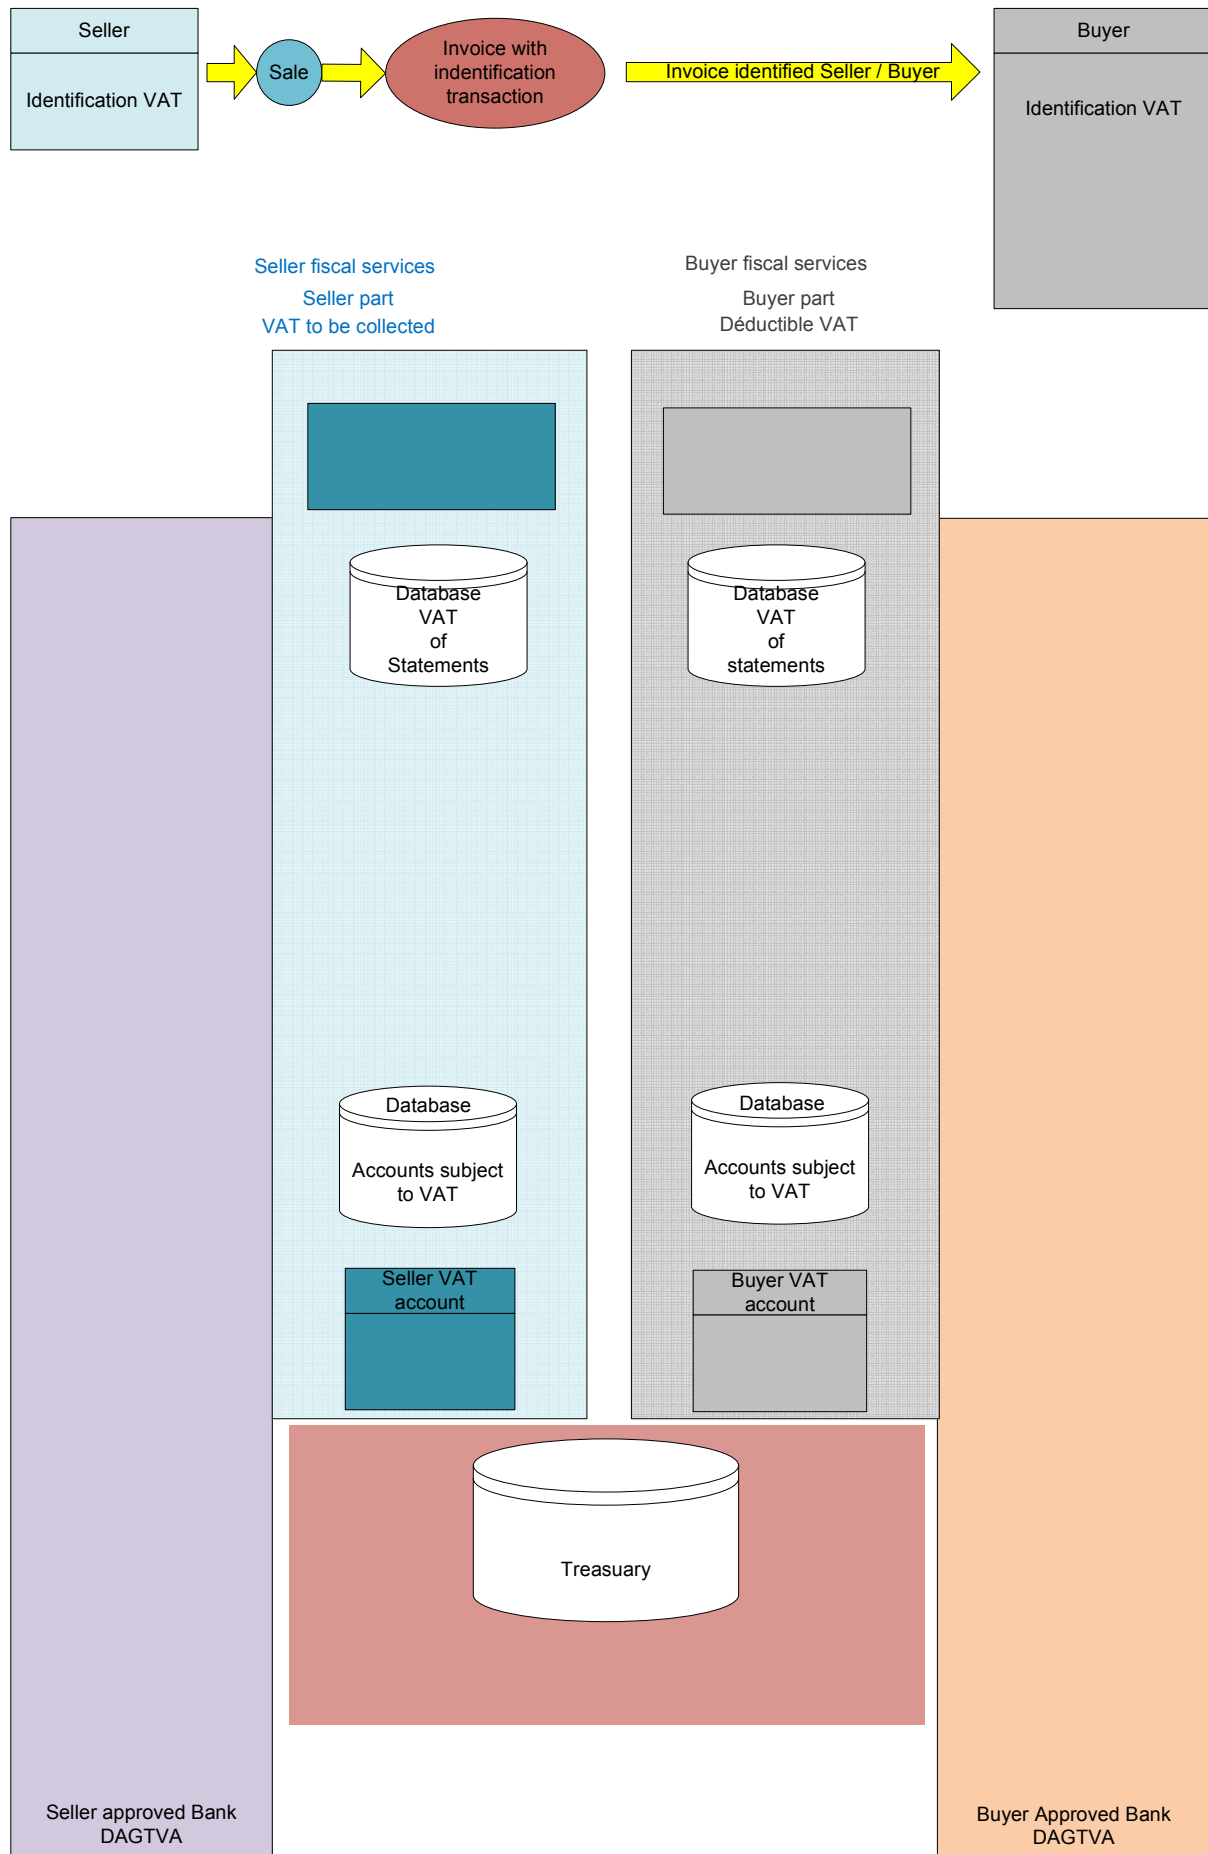 Seller
Identification VAT
Sale
Invoice with
indentification
transaction
Invoice identified Seller / Buyer
Buyer
Identification VAT
Seller fiscal services
Seller part
VAT to be collected
Buyer fiscal services
Buyer part
Déductible VAT
Database
VAT
of
Statements
Database
VAT
of
statements
Database
Accounts subject
to VAT
Database
Accounts subject
to VAT
Seller VAT
account
Buyer VAT
account
Treasuary
Seller approved Bank
DAGTVA
Buyer Approved Bank
DAGTVA